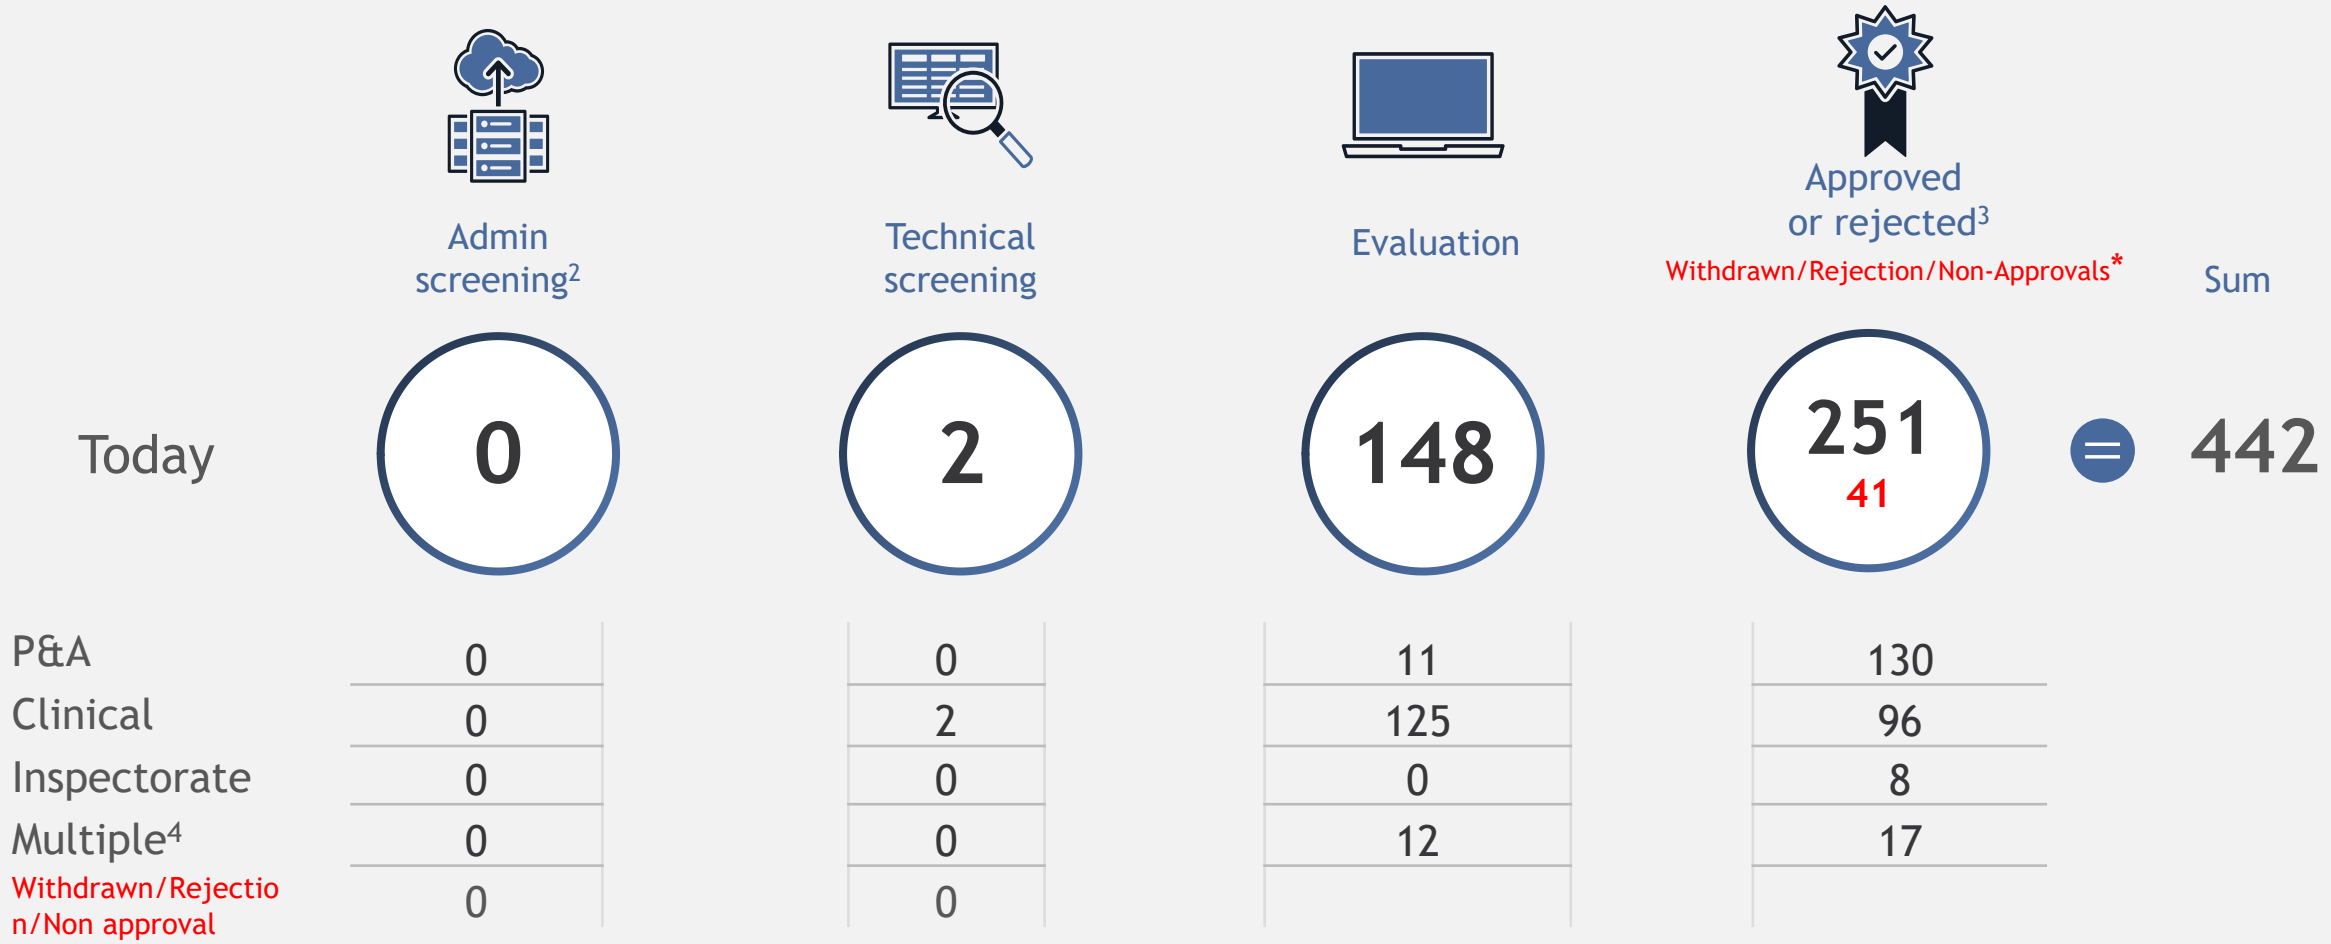 Admin
screening²
Technical
screening
Evaluation
Approved
or rejected³
Withdrawn/Rejection/Non-Approvals*
Sum
Today 0 2 148 251 = 442
41
P&A 0 0 11 130
Clinical 0 2 125 96
Inspectorate 0 0 0 8
Multiple⁴ 0 0 12 17
Withdrawn/Rejectio
n/Non approval 0 0